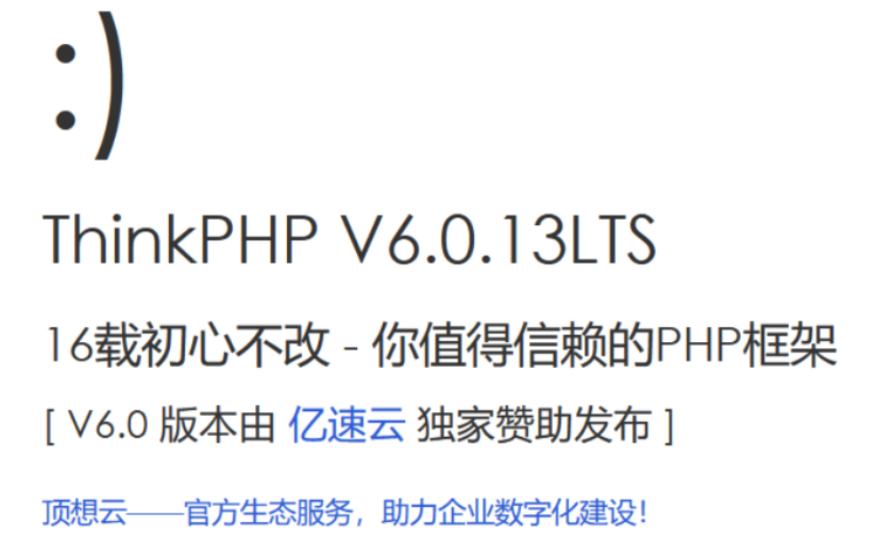 :)
ThinkPHP V6.0.13LTS
16载初心不改 - 你值得信赖的PHP框架
[ V6.0 版本由 亿速云 独家赞助发布 ]
顶想云——官方生态服务，助力企业数字化建设！